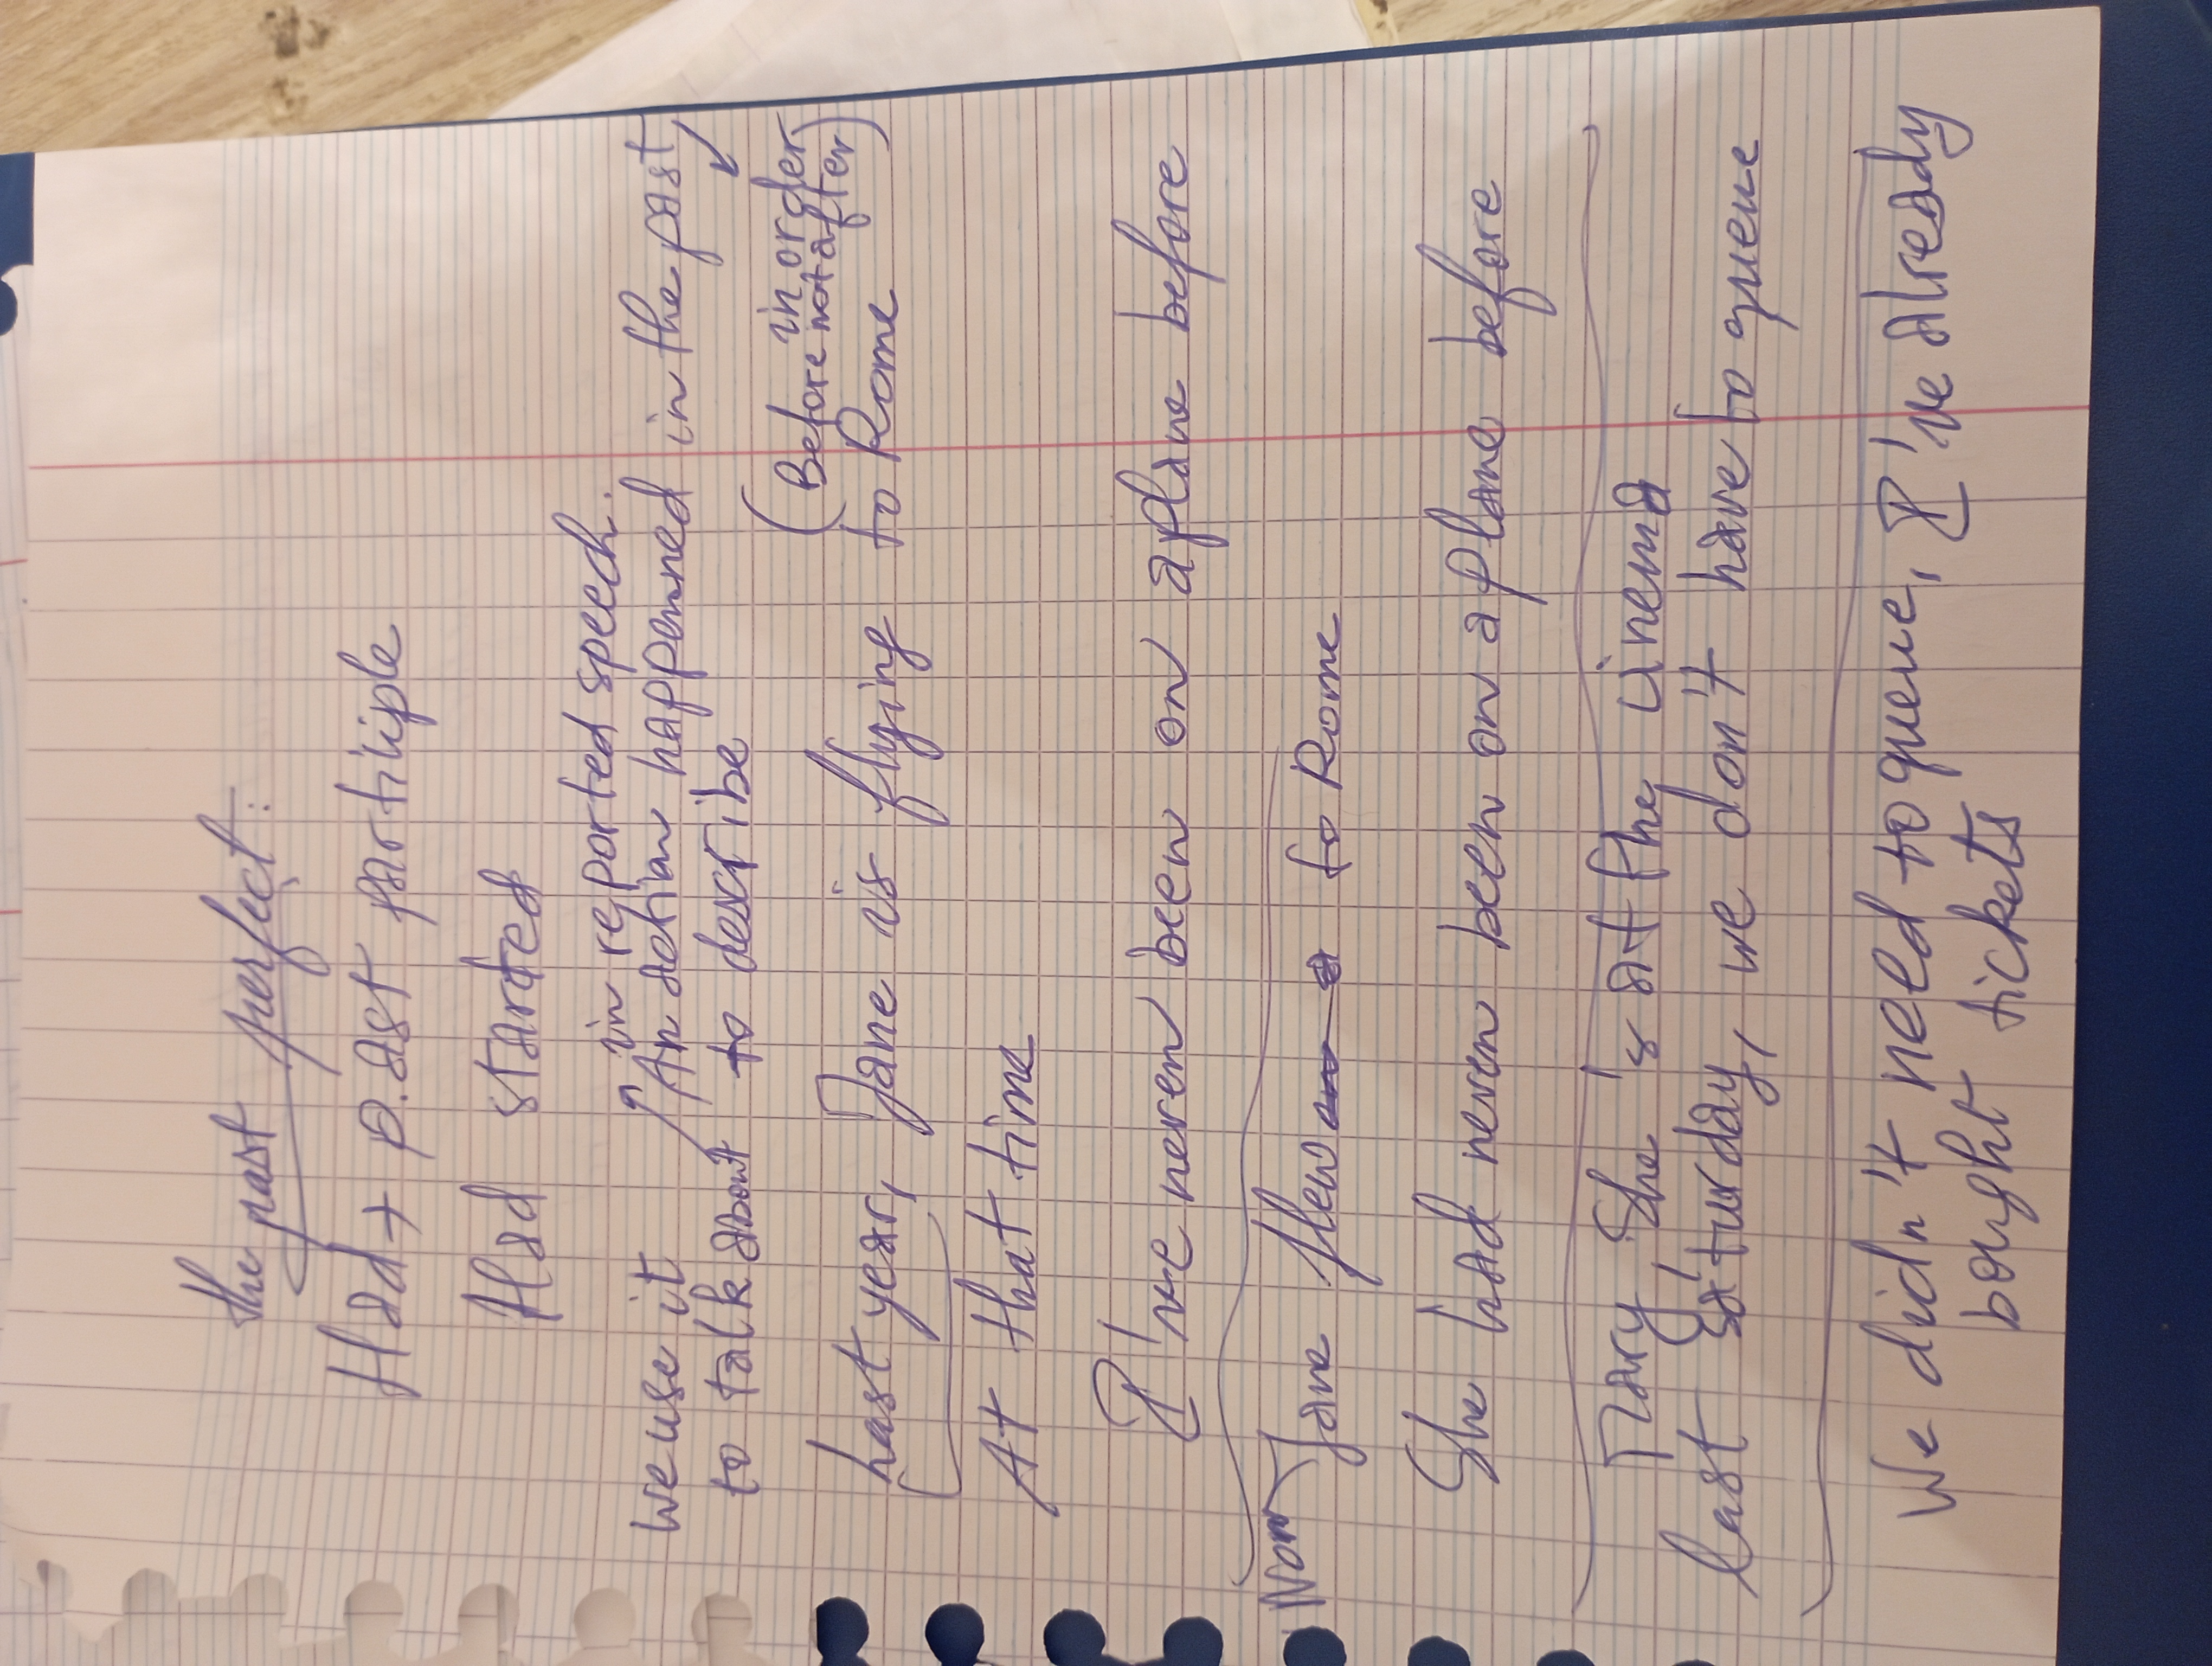 The past perfect:
Had + p.ast partiiple
Had started
in reported speech.
We use it An action happened in the past
to talk about to describe
(Before in order
not after)
Last year, Jane is flying to Rome
At that time
I've never been on a plane before
Now Jane flew to Rome
She had never been on a plane before
Mary, She 's at the cinema
last saturday, we don't have to queue
We didn't need to queue, I've already
bought tickets